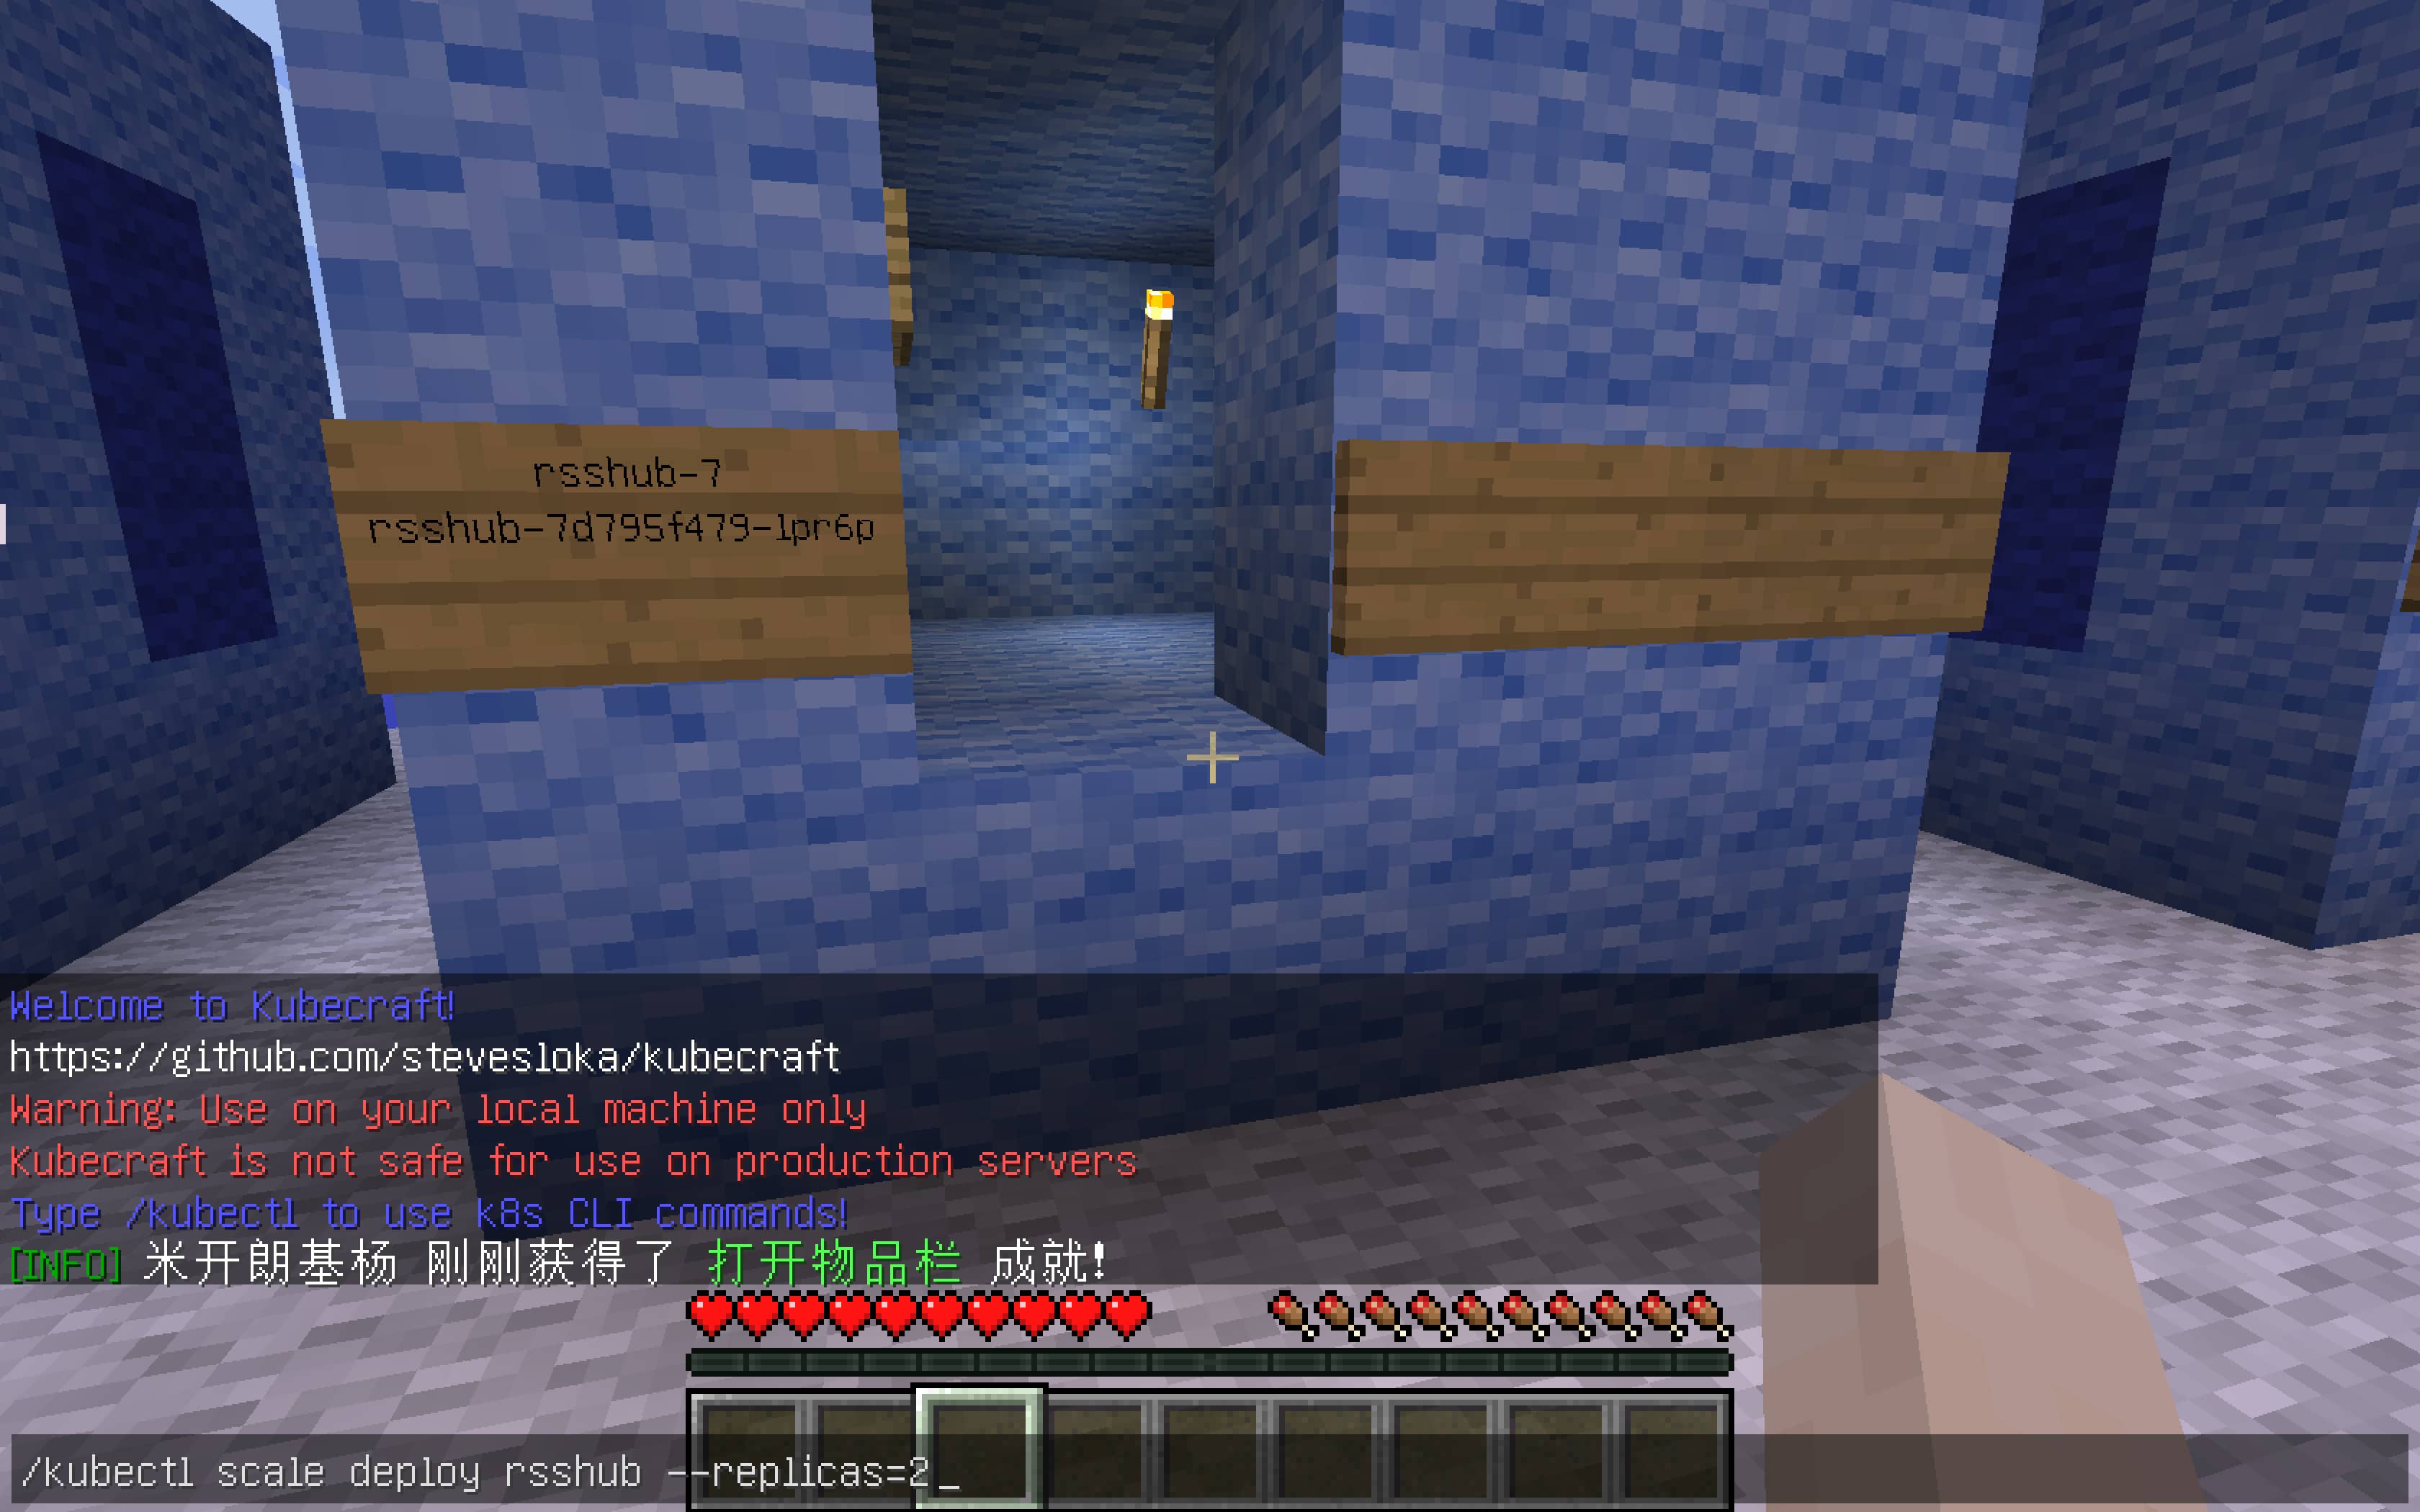 rsshub-7
rsshub-7d795f479-lpr6p
Welcome to Kubecraft!
https://github.com/stevesloka/kubecraft
Warning: Use on your local machine only
Kubecraft is not safe for use on production servers
Type /kubectl to use k8s CLI commands!
[INFO] 米开朗基杨 刚刚获得了 打开物品栏 成就!
/kubectl scale deploy rsshub --replicas=2_